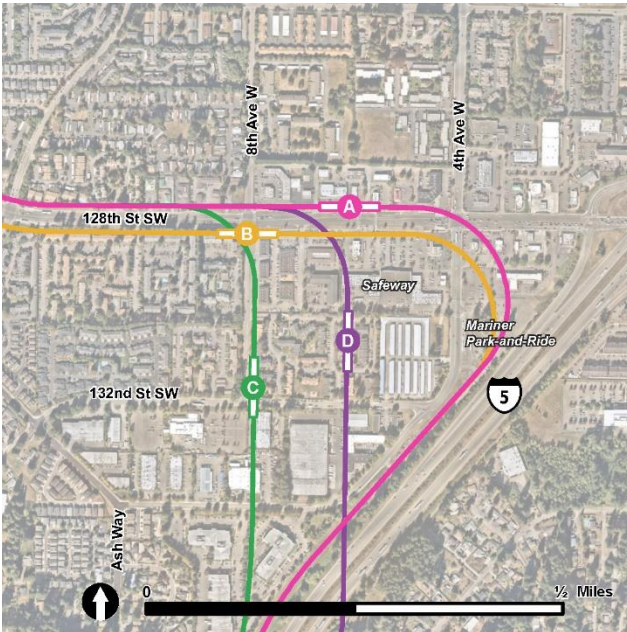 8th Ave W
4th Ave W
A
128th St SW
B
Safeway
Mariner
Park-and-Ride
D
132nd St SW
C
5
Ash Way
0
½ Miles